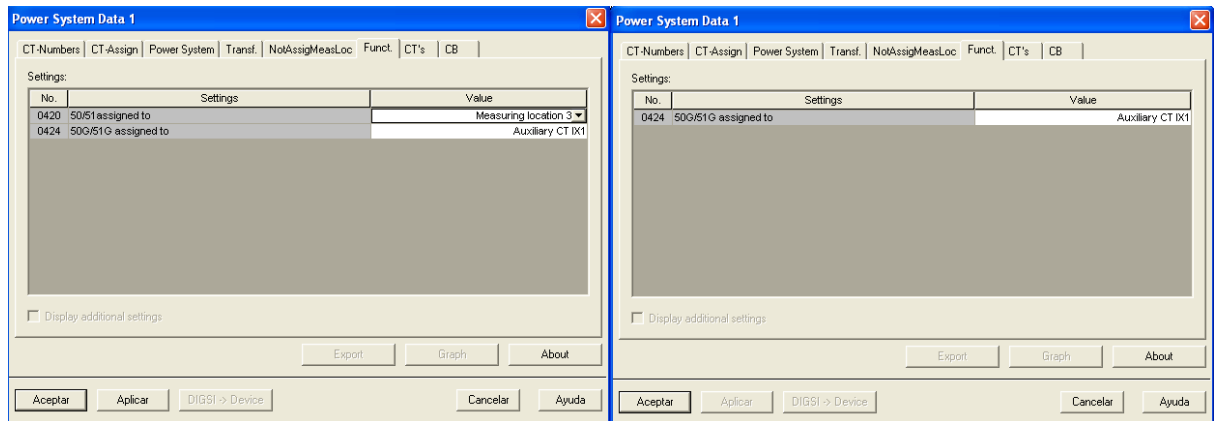 Power System Data 1
CT-Numbers CT-Assign Power System Transf. NotAssigMeasLoc Funct. CT's CB
Settings:
No. Settings Value
0420 50/51assigned to Measuring location 3
0424 50G/51G assigned to Auxiliary CT IX1
Display additional settings
Export Graph About
Aceptar Aplicar DIGSI -> Device Cancelar Ayuda
Power System Data 1
CT-Numbers CT-Assign Power System Transf. NotAssigMeasLoc Funct. CT's CB
Settings:
No. Settings Value
0424 50G/51G assigned to Auxiliary CT IX1
Display additional settings
Export Graph About
Aceptar Aplicar DIGSI -> Device Cancelar Ayuda